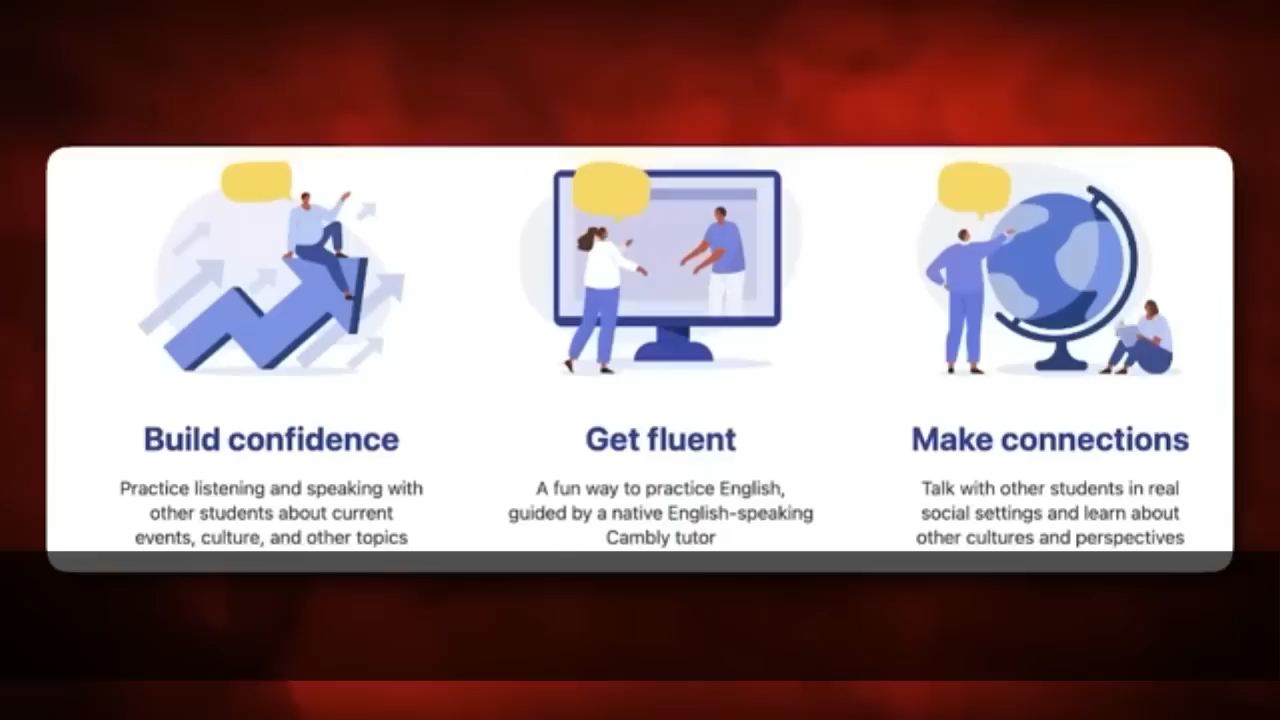 Build confidence
Practice listening and speaking with
other students about current
events, culture, and other topics
Get fluent
A fun way to practice English,
guided by a native English-speaking
Cambly tutor
Make connections
Talk with other students in real
social settings and learn about
other cultures and perspectives